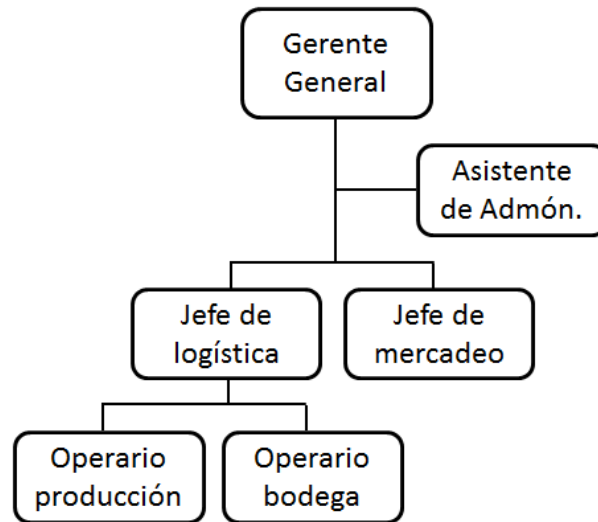 Gerente
General
Asistente
de Admón.
Jefe de
logística
Jefe de
mercadeo
Operario
producción
Operario
bodega